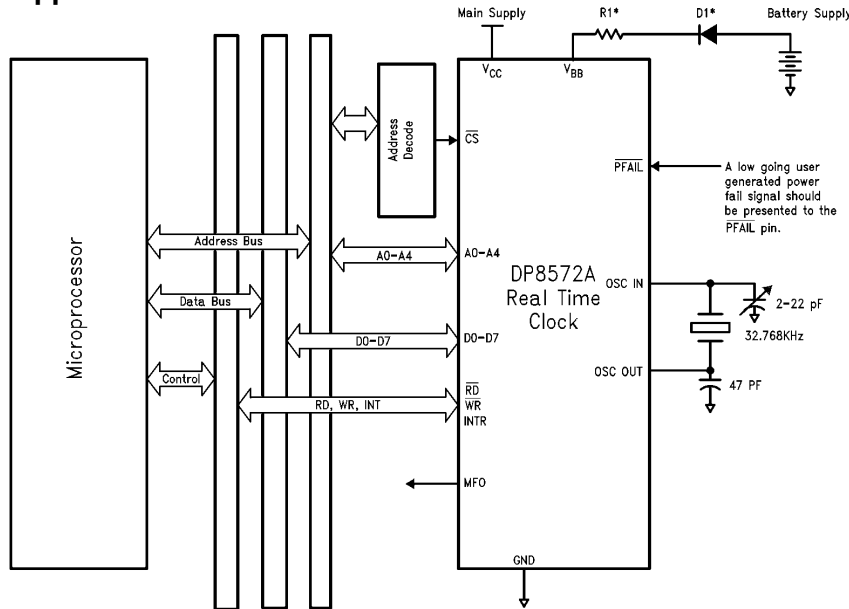 Main Supply
R1*
D1*
Battery Supply
VCC
VBB
Address
Decode
CS
PFAIL
A low going user
generated power
fail signal should
be presented to the
PFAIL pin.
Microprocessor
Address Bus
A0-A4
A0-A4
DP8572A
Real Time
Clock
OSC IN
2-22 pF
Data Bus
32.768KHz
D0-D7
D0-D7
OSC OUT
Control
47 PF
RD, WR, INT
RD
WR
INTR
MFO
GND